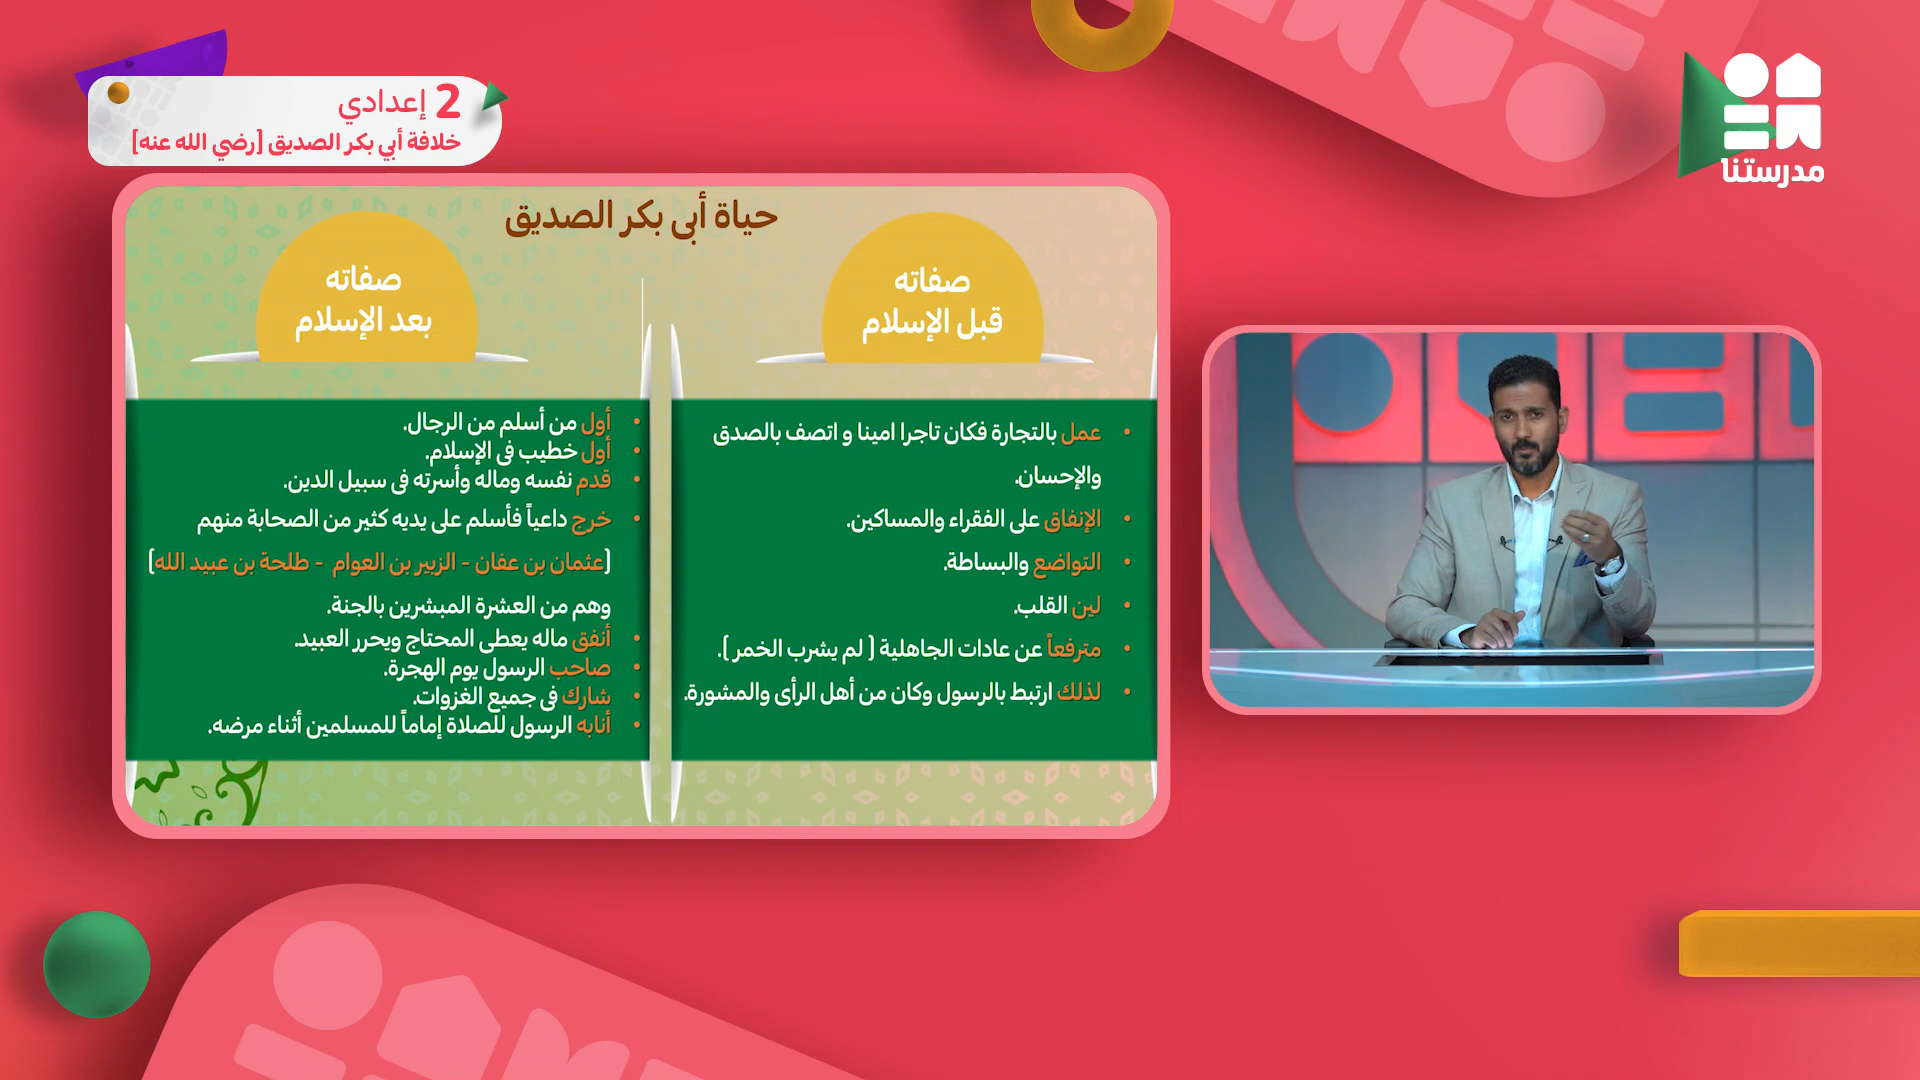 2 إعدادي
خلافة أبي بكر الصديق [رضي الله عنه]
مدرستنا
حياة أبى بكر الصديق
صفاته
قبل الإسلام
عمل بالتجارة فكان تاجرا امينا و اتصف بالصدق
والإحسان.
الإنفاق على الفقراء والمساكين.
التواضع والبساطة.
لين القلب.
مترفعاً عن عادات الجاهلية ( لم يشرب الخمر ).
لذلك ارتبط بالرسول وكان من أهل الرأى والمشورة.
صفاته
بعد الإسلام
أول من أسلم من الرجال.
أول خطيب فى الإسلام.
قدم نفسه وماله وأسرته فى سبيل الدين.
خرج داعياً فأسلم على يديه كثير من الصحابة منهم
(عثمان بن عفان - الزبير بن العوام - طلحة بن عبيد الله)
وهم من العشرة المبشرين بالجنة.
أنفق ماله يعطى المحتاج ويحرر العبيد.
صاحب الرسول يوم الهجرة.
شارك فى جميع الغزوات.
أنابه الرسول للصلاة إماماً للمسلمين أثناء مرضه.